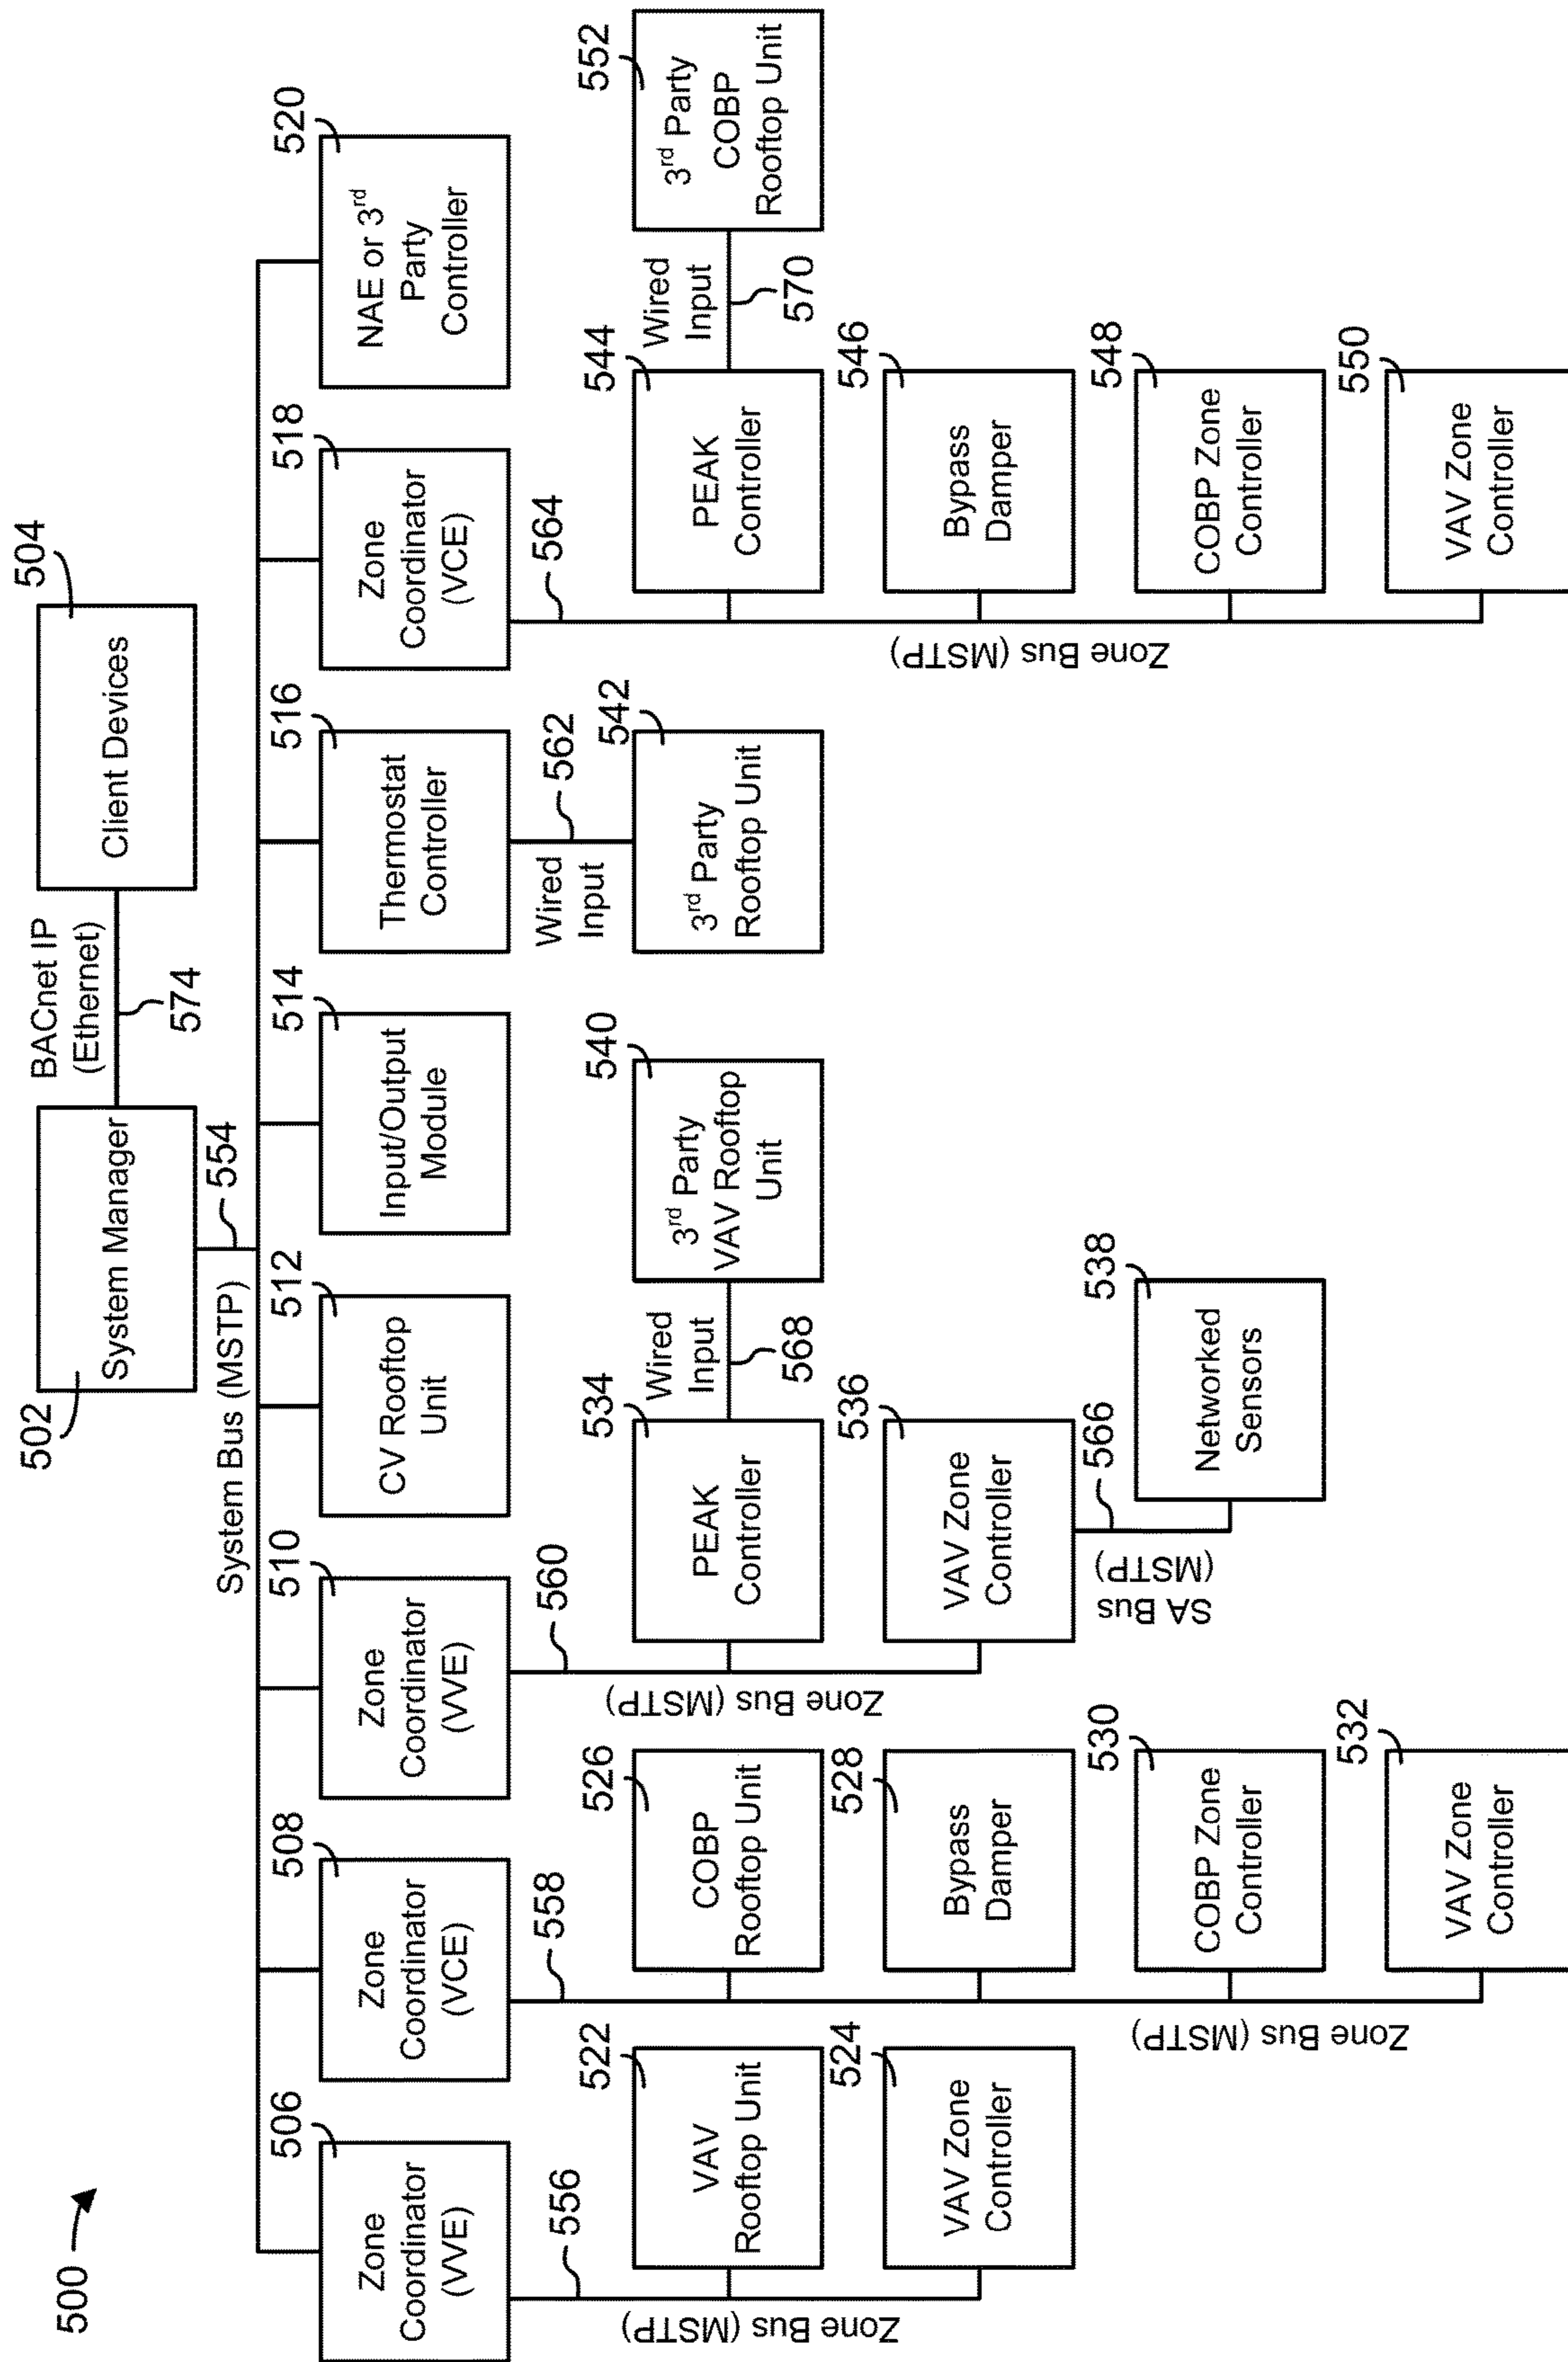 500
502
System Manager
BACnet IP
(Ethernet)
574
504
Client Devices
554
System Bus (MSTP)
506
Zone
Coordinator
(VVE)
508
Zone
Coordinator
(VCE)
510
Zone
Coordinator
(VVE)
512
CV Rooftop
Unit
514
Input/Output
Module
516
Thermostat
Controller
518
Zone
Coordinator
(VCE)
520
NAE or 3rd
Party
Controller
556
Zone Bus (MSTP)
522
VAV
Rooftop Unit
524
VAV Zone
Controller
558
Zone Bus (MSTP)
526
COBP
Rooftop Unit
528
Bypass
Damper
530
COBP Zone
Controller
532
VAV Zone
Controller
560
Zone Bus (MSTP)
534
PEAK
Controller
Wired
Input
568
540
3rd Party
VAV Rooftop
Unit
536
VAV Zone
Controller
566
SA Bus
(MSTP)
538
Networked
Sensors
Wired
Input
562
542
3rd Party
Rooftop Unit
564
Zone Bus (MSTP)
544
PEAK
Controller
Wired
Input
570
552
3rd Party
COBP
Rooftop Unit
546
Bypass
Damper
548
COBP Zone
Controller
550
VAV Zone
Controller